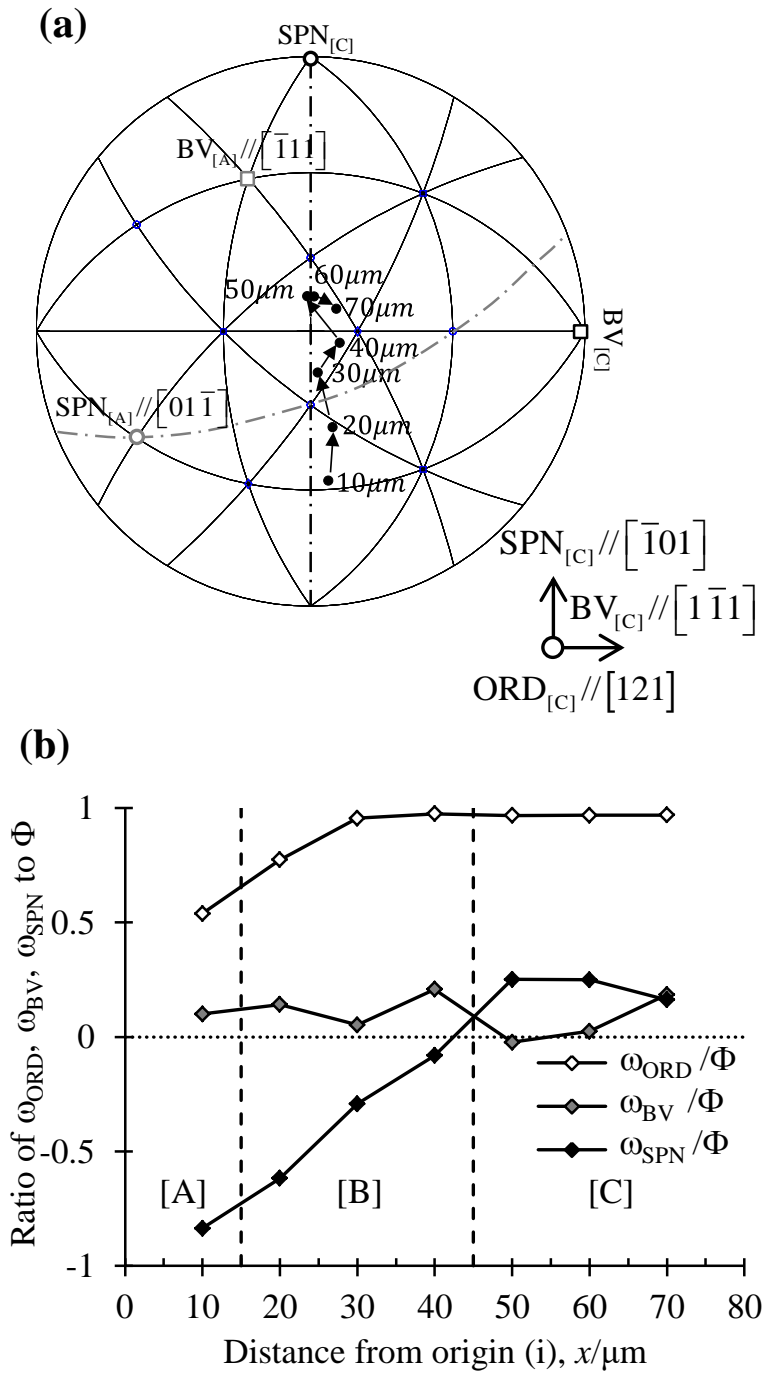 (a)
SPN[C]
BV[A]//[1̅11]
50μm
60μm
70μm
BV[C]
40μm
30μm
SPN[A]//[011̅]
20μm
10μm
SPN[C]//[1̅01]
BV[C]//[11̅1]
ORD[C]//[121]
(b)
Ratio of ωORD, ωBV, ωSPN to Φ
1
0.5
0
-0.5
-1
ωORD/Φ
ωBV /Φ
ωSPN/Φ
[A]
[B]
[C]
0 10 20 30 40 50 60 70 80
Distance from origin (i), x/μm